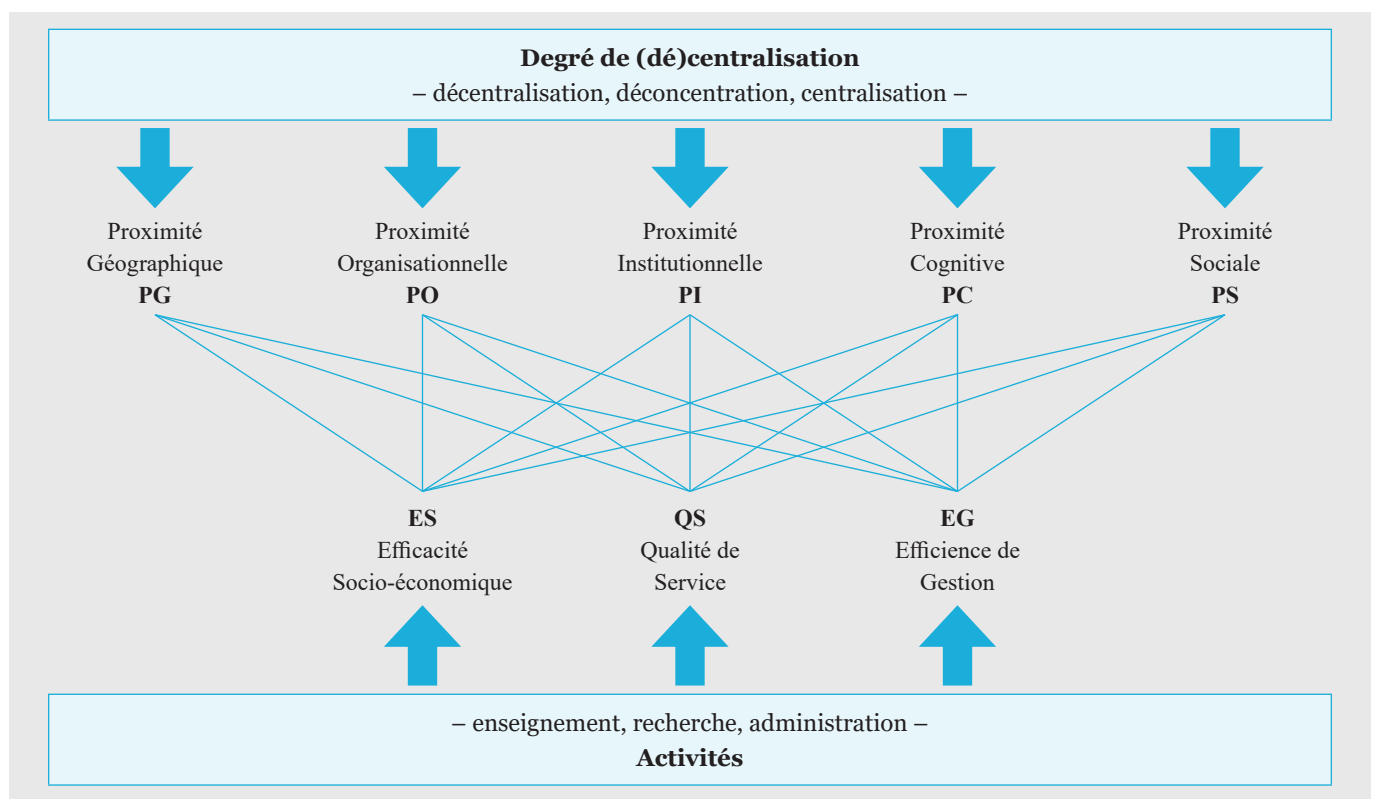 Degré de (dé)centralisation
– décentralisation, déconcentration, centralisation –
Proximité
Géographique
PG
Proximité
Organisationnelle
PO
Proximité
Institutionnelle
PI
Proximité
Cognitive
PC
Proximité
Sociale
PS
ES
Efficacité
Socio-économique
QS
Qualité de
Service
EG
Efficience de
Gestion
– enseignement, recherche, administration –
Activités